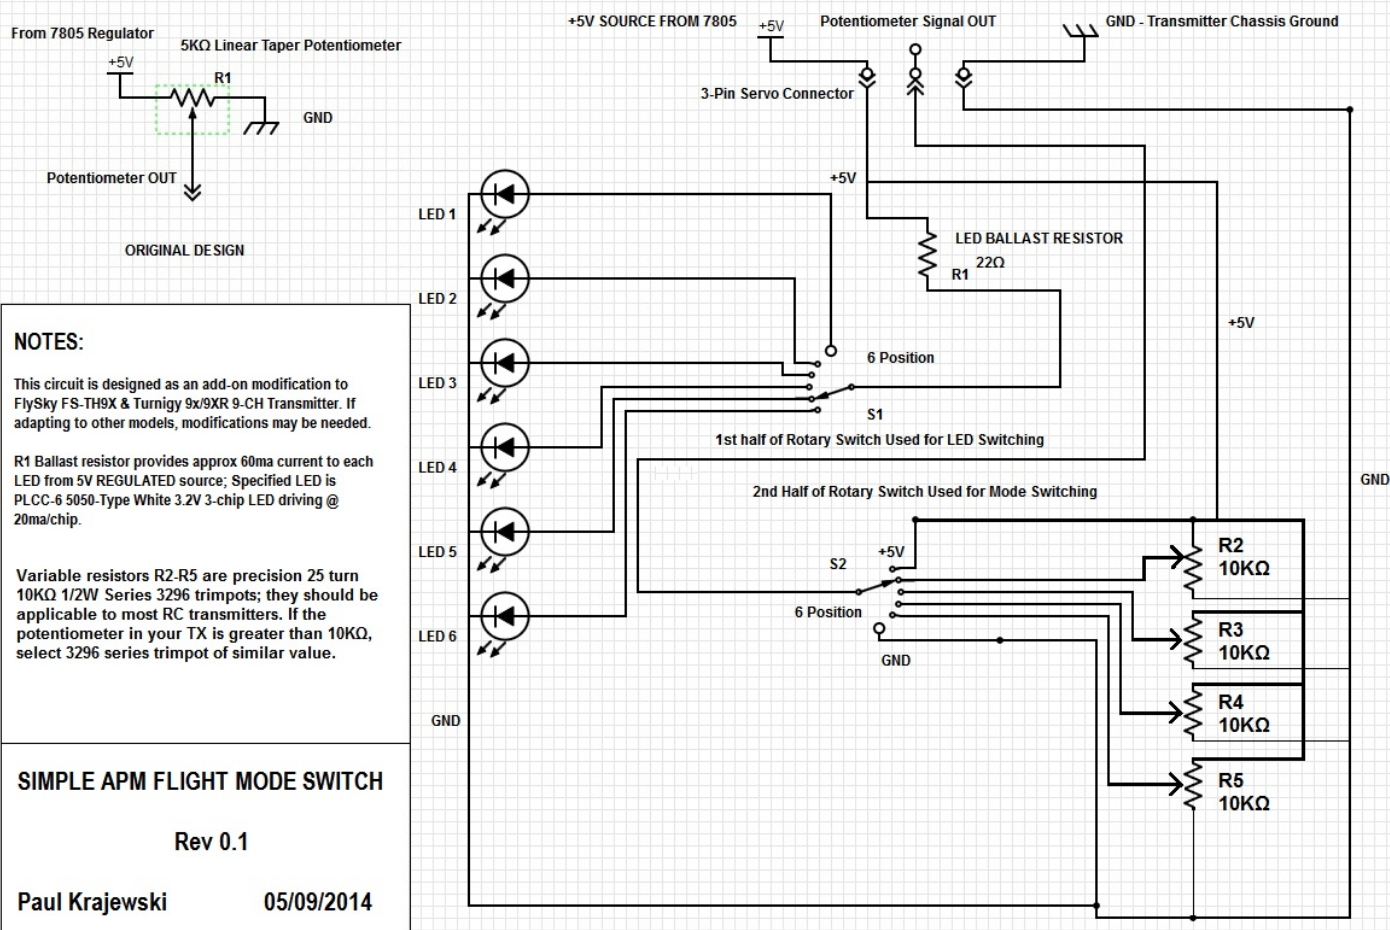 From 7805 Regulator
+5V
5KΩ Linear Taper Potentiometer
R1
GND
Potentiometer OUT
ORIGINAL DESIGN
+5V SOURCE FROM 7805
+5V
Potentiometer Signal OUT
GND - Transmitter Chassis Ground
3-Pin Servo Connector
+5V
LED BALLAST RESISTOR
22Ω
R1
+5V
LED 1
LED 2
LED 3
LED 4
LED 5
LED 6
GND
6 Position
S1
1st half of Rotary Switch Used for LED Switching
2nd Half of Rotary Switch Used for Mode Switching
GND
S2
+5V
6 Position
GND
R2
10KΩ
R3
10KΩ
R4
10KΩ
R5
10KΩ
NOTES:
This circuit is designed as an add-on modification to
FlySky FS-TH9X & Turnigy 9x/9XR 9-CH Transmitter. If
adapting to other models, modifications may be needed.
R1 Ballast resistor provides approx 60ma current to each
LED from 5V REGULATED source; Specified LED is
PLCC-6 5050-Type White 3.2V 3-chip LED driving @
20ma/chip.
Variable resistors R2-R5 are precision 25 turn
10KΩ 1/2W Series 3296 trimpots; they should be
applicable to most RC transmitters. If the
potentiometer in your TX is greater than 10KΩ,
select 3296 series trimpot of similar value.
SIMPLE APM FLIGHT MODE SWITCH
Rev 0.1
Paul Krajewski 05/09/2014